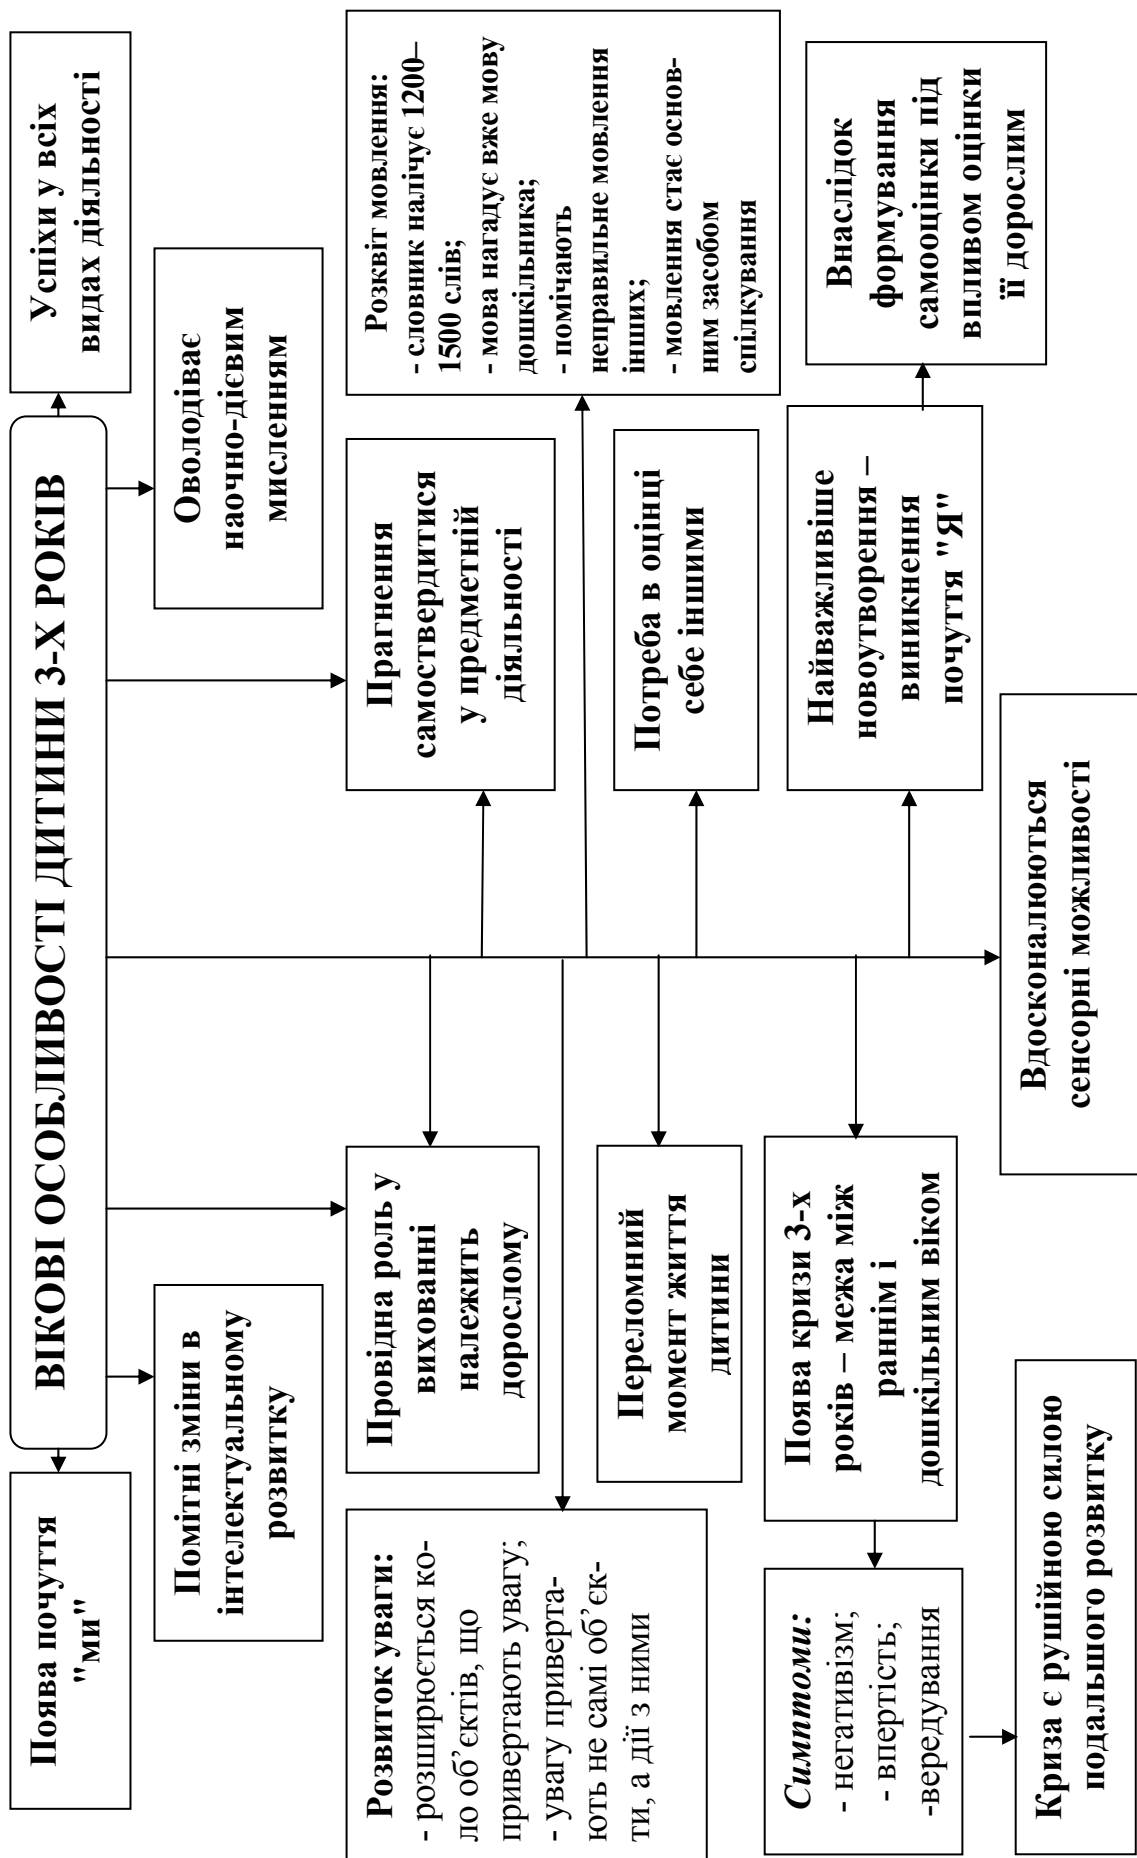 ВІКОВІ ОСОБЛИВОСТІ ДИТИНИ 3-Х РОКІВ
Поява почуття
"ми"
Успіхи у всіх
видах діяльності
Помітні зміни в
інтелектуальному
розвитку
Оволодіває
наочно-дієвим
мисленням
Розвиток уваги:
- розширюється ко-
ло об’єктів, що
привертають увагу;
- увагу приверта-
ють не самі об’єк-
ти, а дії з ними
Провідна роль у
вихованні
належить
дорослому
Прагнення
самоствердитися
у предметній
діяльності
Розквіт мовлення:
- словник налічує 1200–
1500 слів;
- мова нагадує вже мову
дошкільника;
- помічають
неправильне мовлення
інших;
- мовлення стає основ-
ним засобом
спілкування
Переломний
момент життя
дитини
Потреба в оцінці
себе іншими
Симптоми:
- негативізм;
- впертість;
-вередування
Поява кризи 3-х
років – межа між
раннім і
дошкільним віком
Найважливіше
новоутворення –
виникнення
почуття "Я"
Внаслідок
формування
самооцінки під
впливом оцінки
її дорослим
Криза є рушійною силою
подальшого розвитку
Вдосконалюються
сенсорні можливості